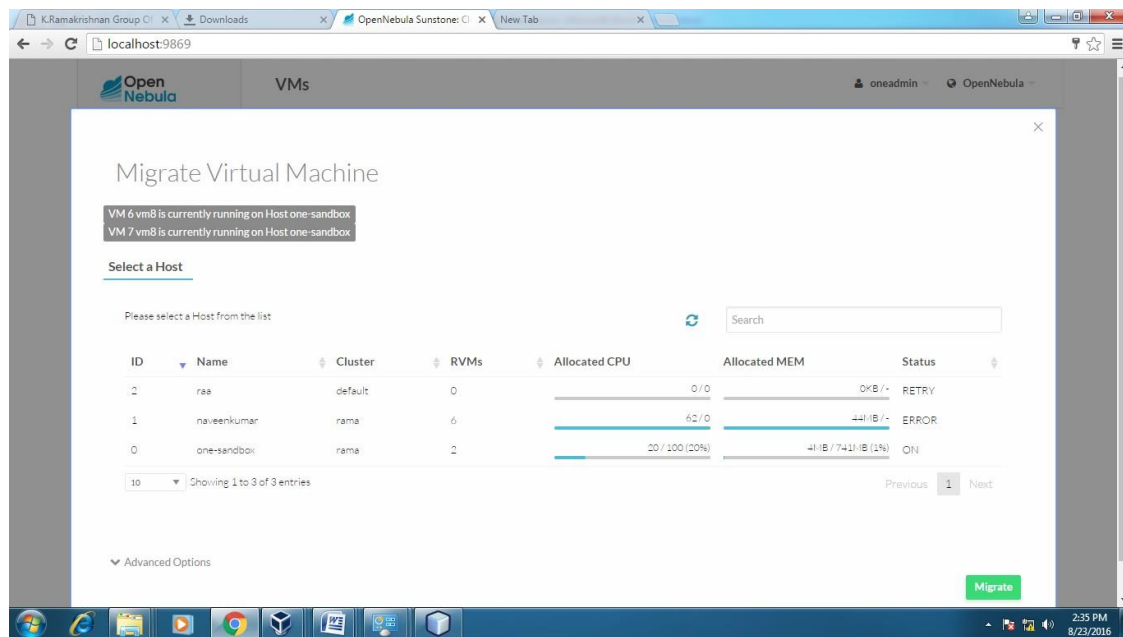 K.Ramakrishnan Group Of Downloads OpenNebula Sunstone: Cl New Tab
localhost:9869
Open Nebula VMs oneadmin OpenNebula
Migrate Virtual Machine
VM 6 vm8 is currently running on Host one-sandbox
VM 7 vm8 is currently running on Host one-sandbox
Select a Host
Please select a Host from the list Search
ID Name Cluster RVMs Allocated CPU Allocated MEM Status
2 raa default 0 0 / 0 0KB / - RETRY
1 naveenkumar rama 6 62 / 0 44MB / - ERROR
0 one-sandbox rama 2 20 / 100 (20%) 4MB / 741MB (1%) ON
10 Showing 1 to 3 of 3 entries Previous 1 Next
Advanced Options
Migrate
2:35 PM
8/23/2016